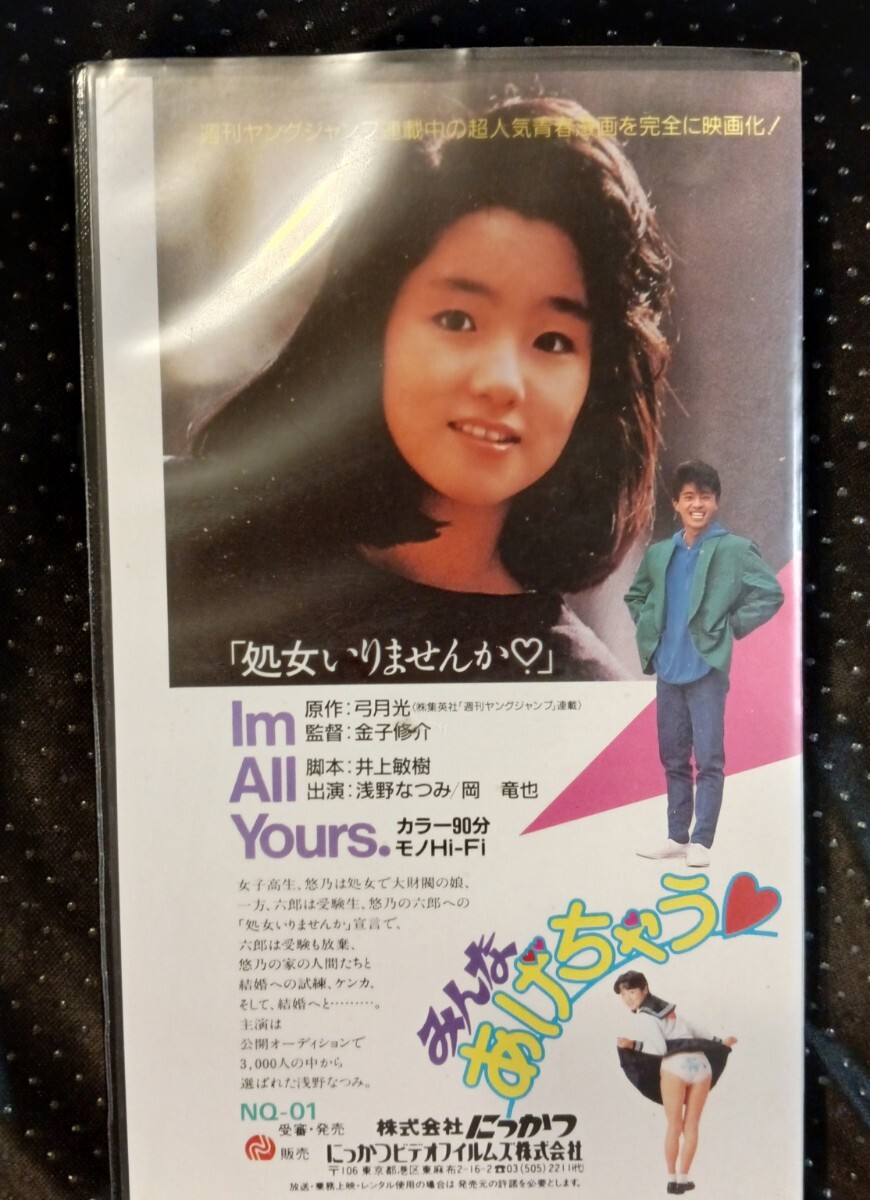 週刊ヤングジャンプ連載中の超人気青春漫画を完全に映画化!
「処女いりませんか♡」
Im
All
Yours.
原作:弓月光(㈱集英社「週刊ヤングジャンプ」連載)
監督:金子修介
脚本:井上敏樹
出演:浅野なつみ/岡 竜也
カラー90分
モノHi-Fi
女子高生、悠乃は処女で大財閥の娘、
一方、六郎は受験生、悠乃の六郎への
「処女いりませんか」宣言で、
六郎は受験も放棄、
悠乃の家の人間たちと
結婚への試練、ケンカ、
そして、結婚へと………。
主演は
公開オーディションで
3,000人の中から
選ばれた浅野なつみ。
みんな
あげちゃう♥
NQ-01
受審・発売 株式会社にっかつ
販売 にっかつビデオフイルムズ株式会社
〒106 東京都港区東麻布2-16-2☎03(505)2211㈹
放送・業務上映・レンタル使用の場合は発売元の許諾を必要とします。